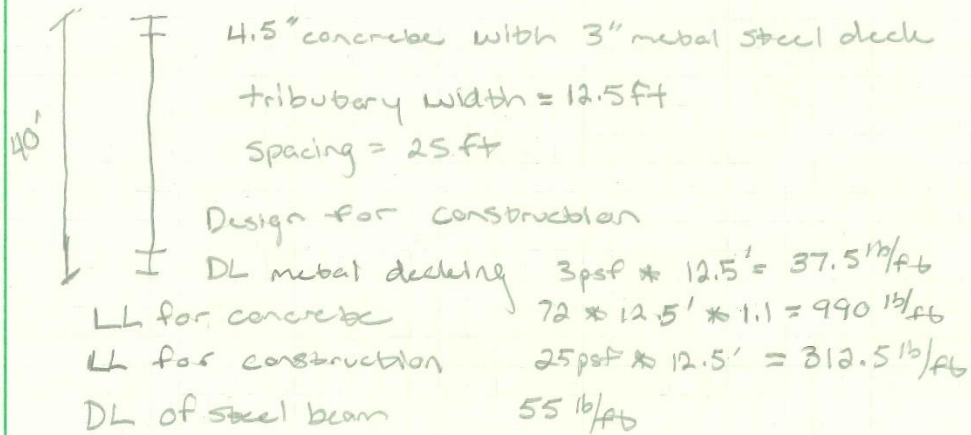 4.5" concrete with 3" metal steel deck
tributary width = 12.5ft
40'
spacing = 25 ft
Design for construction
DL metal decking 3psf * 12.5' = 37.5 lb/ft
LL for concrete 72 * 12.5' * 1.1 = 990 lb/ft
LL for construction 25psf * 12.5' = 312.5 lb/ft
DL of steel beam 55 lb/ft